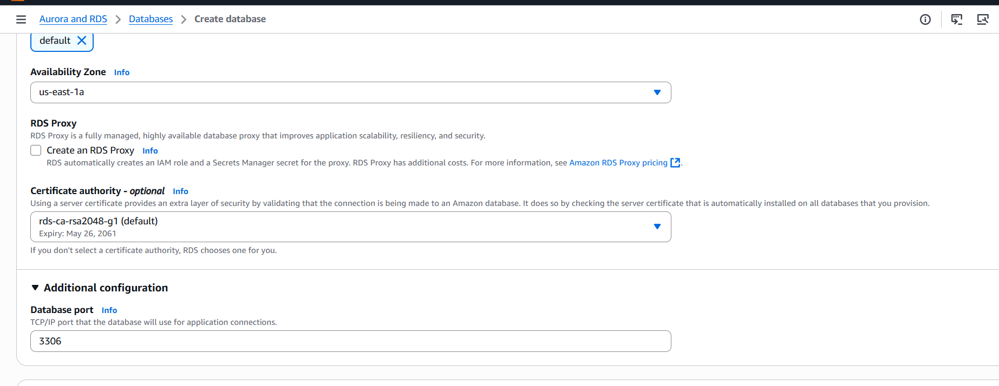 Aurora and RDS > Databases > Create database
default
Availability Zone Info
us-east-1a
RDS Proxy
RDS Proxy is a fully managed, highly available database proxy that improves application scalability, resiliency, and security.
Create an RDS Proxy Info
RDS automatically creates an IAM role and a Secrets Manager secret for the proxy. RDS Proxy has additional costs. For more information, see Amazon RDS Proxy pricing.
Certificate authority - optional Info
Using a server certificate provides an extra layer of security by validating that the connection is being made to an Amazon database. It does so by checking the server certificate that is automatically installed on all databases that you provision.
rds-ca-rsa2048-g1 (default)
Expiry: May 26, 2061
If you don't select a certificate authority, RDS chooses one for you.
Additional configuration
Database port Info
TCP/IP port that the database will use for application connections.
3306